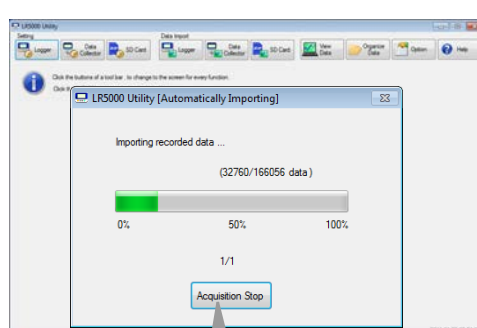 LR5000 Utility
Setting
Data Import
Logger
Data Collector
SD Card
Logger
Data Collector
SD Card
View Data
Organize Data
Option
Help
Click the buttons of a tool bar , to change to the screen for every function.
Click
LR5000 Utility [Automatically Importing]
Importing recorded data ...
(32760/166056 data )
0% 50% 100%
1/1
Acquisition Stop